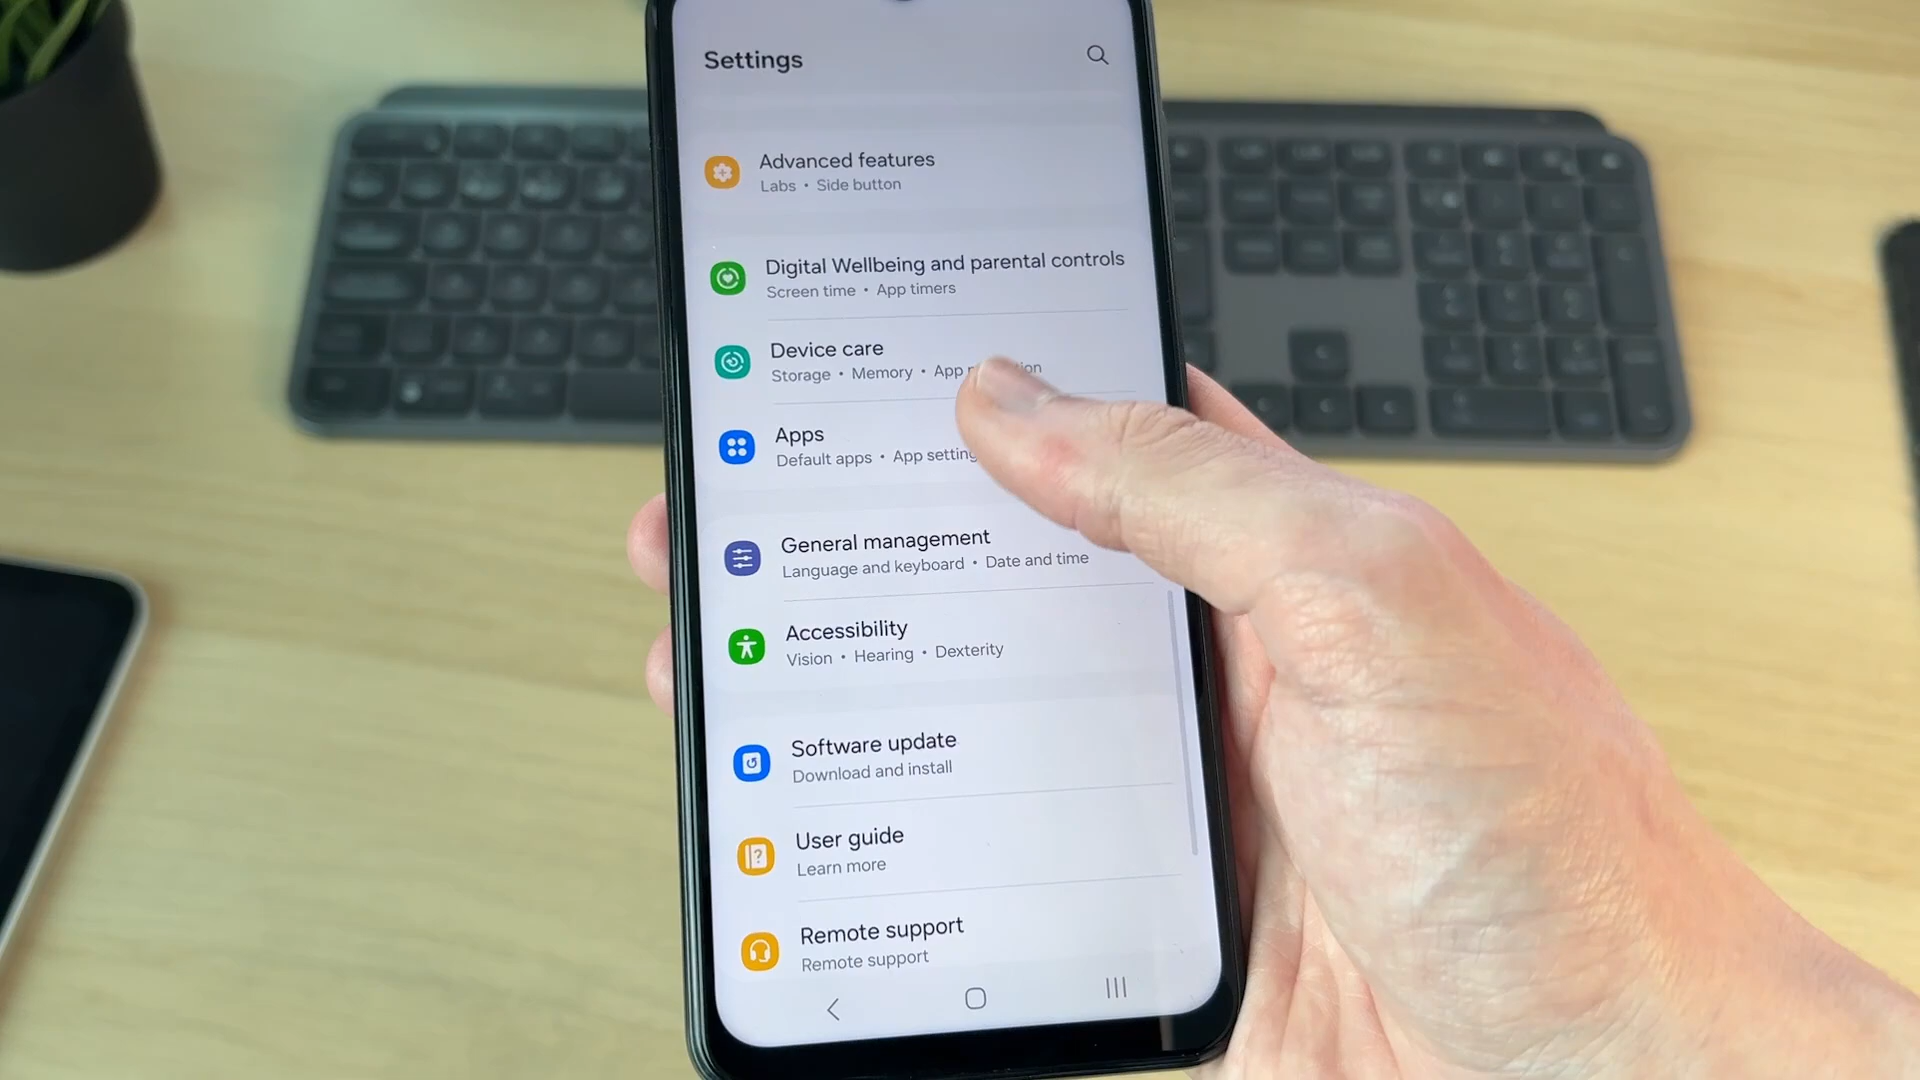 Settings
Advanced features
Labs • Side button
Digital Wellbeing and parental controls
Screen time • App timers
Device care
Storage • Memory • App
Apps
Default apps • App
General management
Language and keyboard • Date and time
Accessibility
Vision • Hearing • Dexterity
Software update
Download and install
User guide
Learn more
Remote support
Remote support